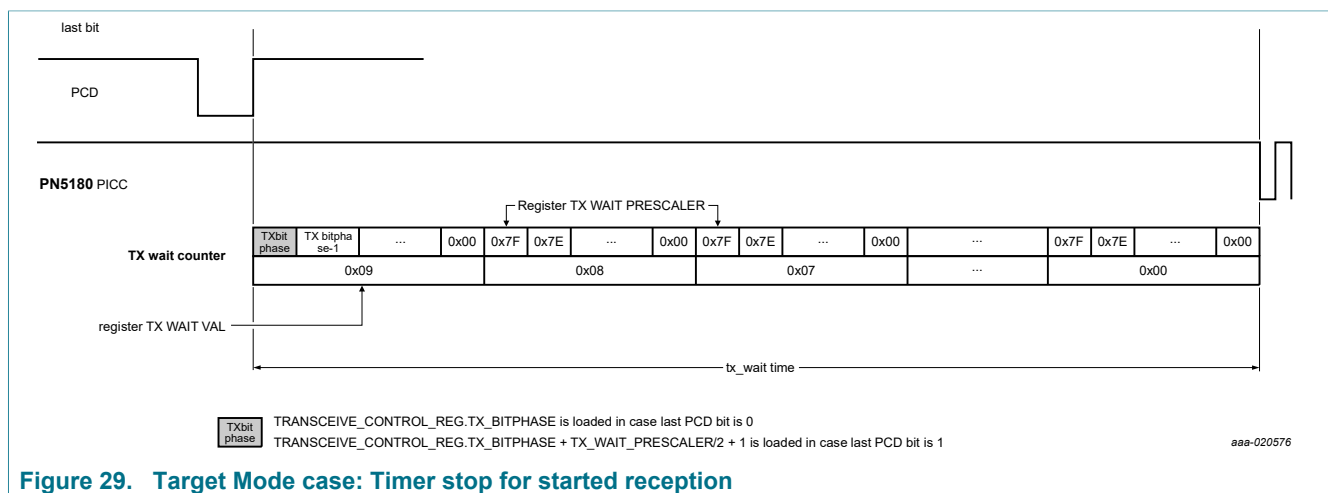 last bit
PCD
PN5180 PICC
Register TX WAIT PRESCALER
TX wait counter
TXbit phase
TX bitpha se-1
...
0x00
0x7F
0x7E
...
0x00
0x7F
0x7E
...
0x00
...
0x7F
0x7E
...
0x00
0x09
0x08
0x07
...
0x00
register TX WAIT VAL
tx_wait time
TXbit phase
TRANSCEIVE_CONTROL_REG.TX_BITPHASE is loaded in case last PCD bit is 0
TRANSCEIVE_CONTROL_REG.TX_BITPHASE + TX_WAIT_PRESCALER/2 + 1 is loaded in case last PCD bit is 1
aaa-020576
Figure 29. Target Mode case: Timer stop for started reception